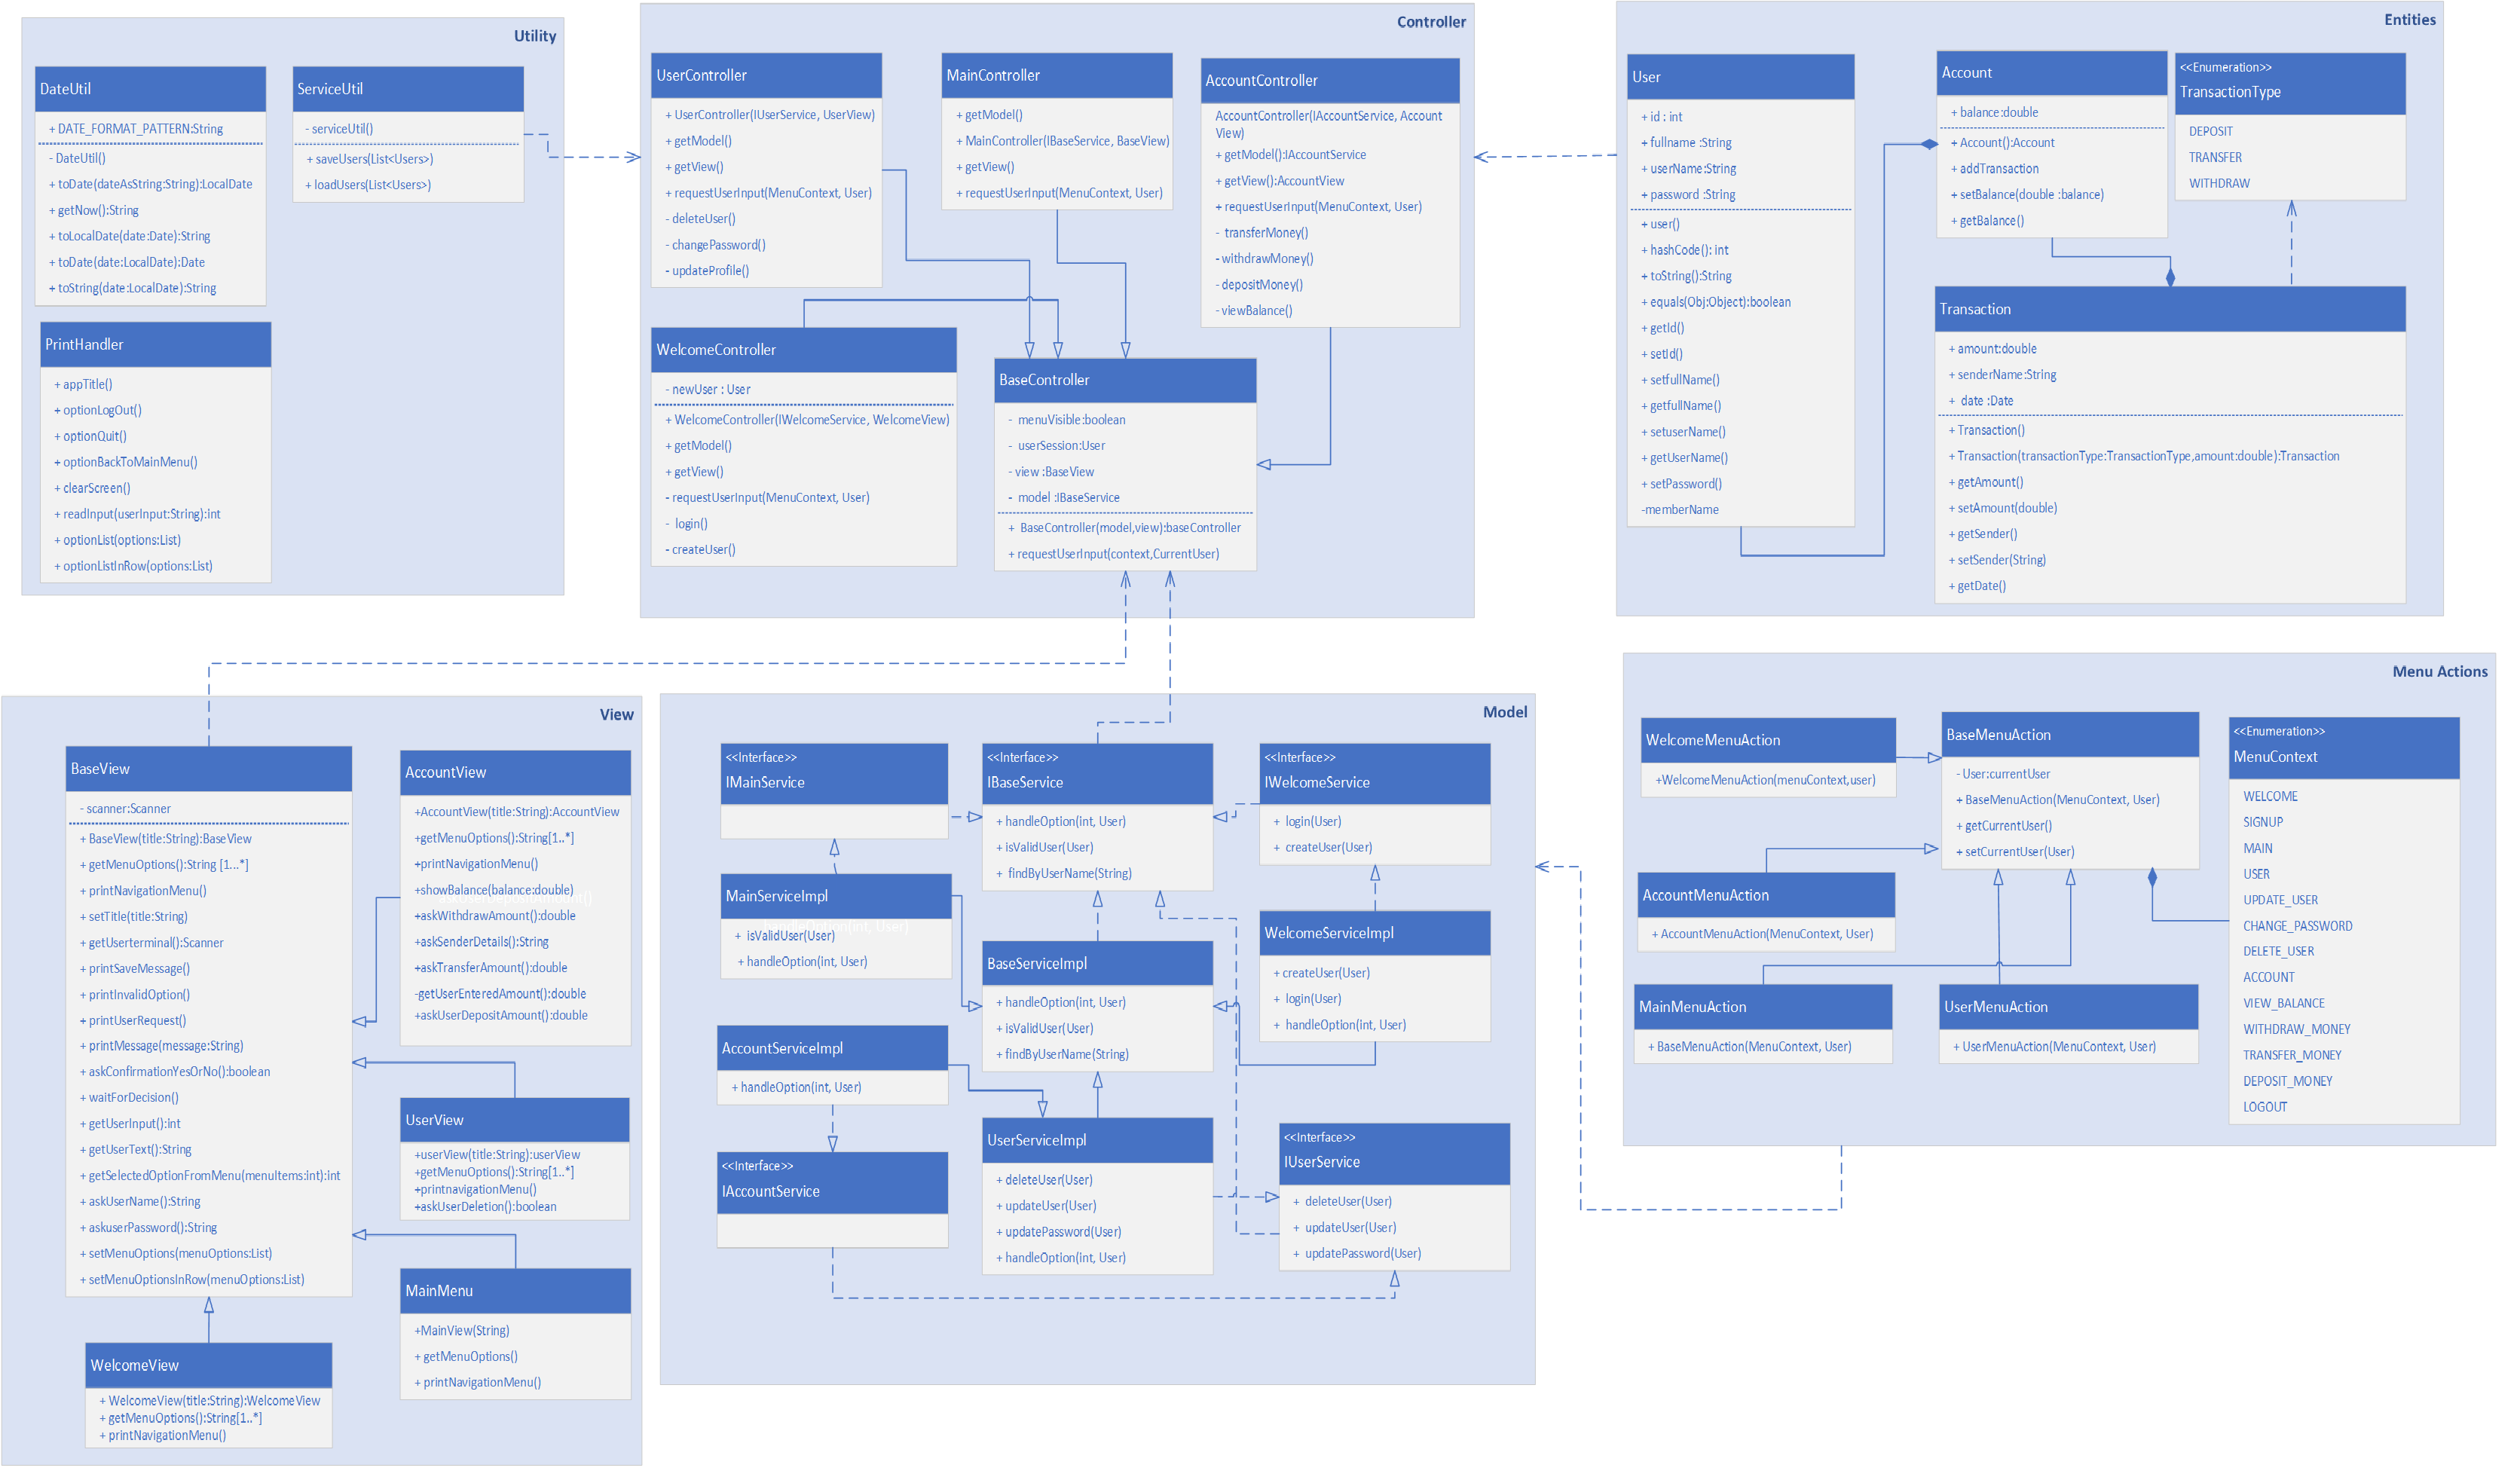 Utility
DateUtil
+ DATE_FORMAT_PATTERN:String
- DateUtil()
+ toDate(dateAsString:String):LocalDate
+ getNow():String
+ toLocalDate(date:Date):String
+ toDate(date:LocalDate):Date
+ toString(date:LocalDate):String
ServiceUtil
- serviceUtil()
+ saveUsers(List<Users>)
+ loadUsers(List<Users>)
PrintHandler
+ appTitle()
+ optionLogOut()
+ optionQuit()
+ optionBackToMainMenu()
+ clearScreen()
+ readInput(userInput:String):int
+ optionList(options:List)
+ optionListInRow(options:List)
Controller
UserController
+ UserController(IUserService, UserView)
+ getModel()
+ getView()
+ requestUserInput(MenuContext, User)
- deleteUser()
- changePassword()
- updateProfile()
MainController
+ getModel()
+ MainController(IBaseService, BaseView)
+ getView()
+ requestUserInput(MenuContext, User)
AccountController
AccountController(IAccountService, Account
View)
+ getModel():IAccountService
+ getView():AccountView
+ requestUserInput(MenuContext, User)
- transferMoney()
- withdrawMoney()
- depositMoney()
- viewBalance()
WelcomeController
- newUser : User
+ WelcomeController(IWelcomeService, WelcomeView)
+ getModel()
+ getView()
- requestUserInput(MenuContext, User)
- login()
- createUser()
BaseController
- menuVisible:boolean
- userSession:User
- view :BaseView
- model :IBaseService
+ BaseController(model,view):baseController
+ requestUserInput(context,CurrentUser)
Entities
User
+ id : int
+ fullname :String
+ userName:String
+ password :String
+ user()
+ hashCode(): int
+ toString():String
+ equals(Obj:Object):boolean
+ getId()
+ setId()
+ setfullName()
+ getfullName()
+ setuserName()
+ getUserName()
+ setPassword()
-memberName
Account
+ balance:double
+ Account():Account
+ addTransaction
+ setBalance(double :balance)
+ getBalance()
<<Enumeration>>
TransactionType
DEPOSIT
TRANSFER
WITHDRAW
Transaction
+ amount:double
+ senderName:String
+ date :Date
+ Transaction()
+ Transaction(transactionType:TransactionType,amount:double):Transaction
+ getAmount()
+ setAmount(double)
+ getSender()
+ setSender(String)
+ getDate()
View
BaseView
- scanner:Scanner
+ BaseView(title:String):BaseView
+ getMenuOptions():String [1...*]
+ printNavigationMenu()
+ setTitle(title:String)
+ getUserterminal():Scanner
+ printSaveMessage()
+ printInvalidOption()
+ printUserRequest()
+ printMessage(message:String)
+ askConfirmationYesOrNo():boolean
+ waitForDecision()
+ getUserInput():int
+ getUserText():String
+ getSelectedOptionFromMenu(menuItems:int):int
+ askUserName():String
+ askuserPassword():String
+ setMenuOptions(menuOptions:List)
+ setMenuOptionsInRow(menuOptions:List)
AccountView
+AccountView(title:String):AccountView
+getMenuOptions():String[1..*]
+printNavigationMenu()
+showBalance(balance:double)
askUserDepositAmount()
+askWithdrawAmount():double
+askSenderDetails():String
+askTransferAmount():double
-getUserEnteredAmount():double
+askUserDepositAmount():double
UserView
+userView(title:String):userView
+getMenuOptions():String[1..*]
+printnavigationMenu()
+askUserDeletion():boolean
MainMenu
+MainView(String)
+ getMenuOptions()
+ printNavigationMenu()
WelcomeView
+ WelcomeView(title:String):WelcomeView
+ getMenuOptions():String[1..*]
+ printNavigationMenu()
Model
<<Interface>>
IMainService
<<Interface>>
IBaseService
+ handleOption(int, User)
+ isValidUser(User)
+ findByUserName(String)
<<Interface>>
IWelcomeService
+ login(User)
+ createUser(User)
MainServiceImpl
handleOption(int, User)
+ isValidUser(User)
+ handleOption(int, User)
BaseServiceImpl
+ handleOption(int, User)
+ isValidUser(User)
+ findByUserName(String)
WelcomeServiceImpl
+ createUser(User)
+ login(User)
+ handleOption(int, User)
AccountServiceImpl
+ handleOption(int, User)
UserServiceImpl
+ deleteUser(User)
+ updateUser(User)
+ updatePassword(User)
+ handleOption(int, User)
<<Interface>>
IUserService
+ deleteUser(User)
+ updateUser(User)
+ updatePassword(User)
<<Interface>>
IAccountService
Menu Actions
WelcomeMenuAction
+WelcomeMenuAction(menuContext,user)
BaseMenuAction
- User:currentUser
+ BaseMenuAction(MenuContext, User)
+ getCurrentUser()
+ setCurrentUser(User)
<<Enumeration>>
MenuContext
WELCOME
SIGNUP
MAIN
USER
UPDATE_USER
CHANGE_PASSWORD
DELETE_USER
ACCOUNT
VIEW_BALANCE
WITHDRAW_MONEY
TRANSFER_MONEY
DEPOSIT_MONEY
LOGOUT
AccountMenuAction
+ AccountMenuAction(MenuContext, User)
MainMenuAction
+ BaseMenuAction(MenuContext, User)
UserMenuAction
+ UserMenuAction(MenuContext, User)